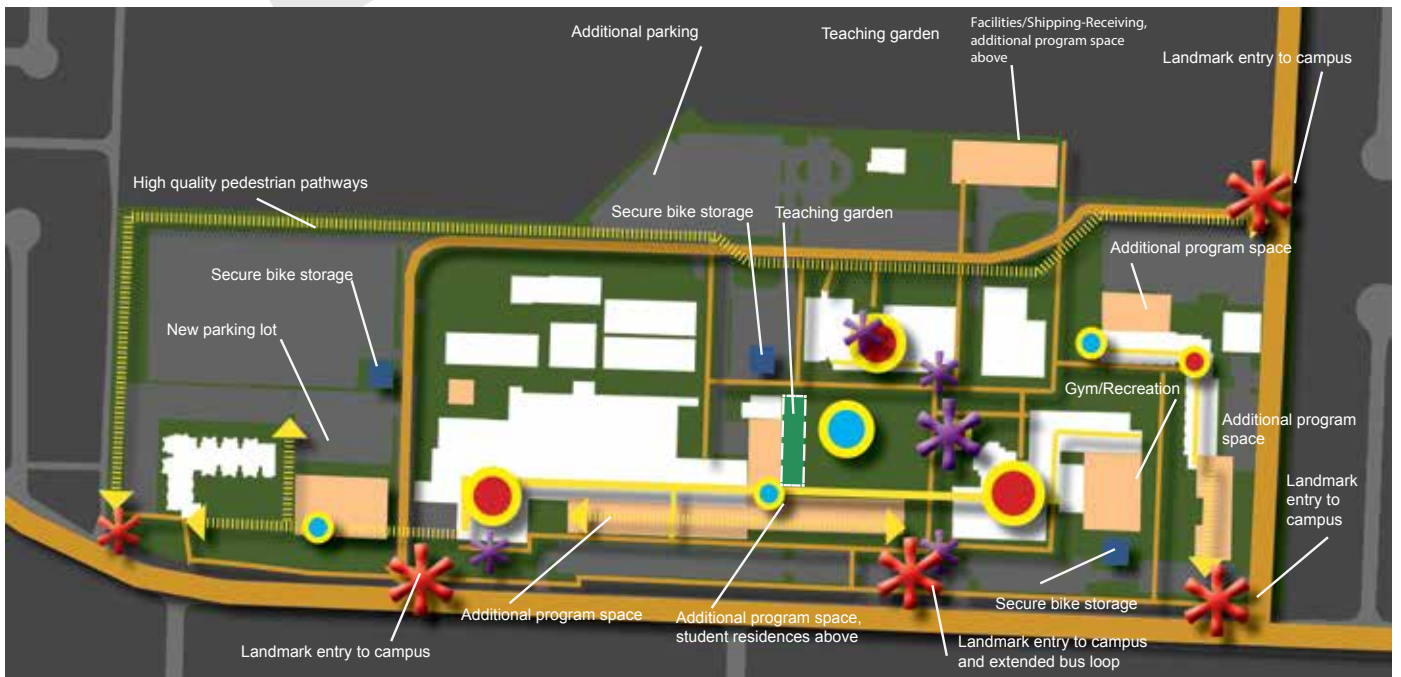 Additional parking
Teaching garden
Facilities/Shipping-Receiving,
additional program space
above
Landmark entry to campus
High quality pedestrian pathways
Secure bike storage
Teaching garden
Additional program space
Secure bike storage
New parking lot
Gym/Recreation
Additional program
space
Landmark
entry to
campus
Additional program space
Additional program space,
student residences above
Secure bike storage
Landmark entry to campus
Landmark entry to campus
and extended bus loop